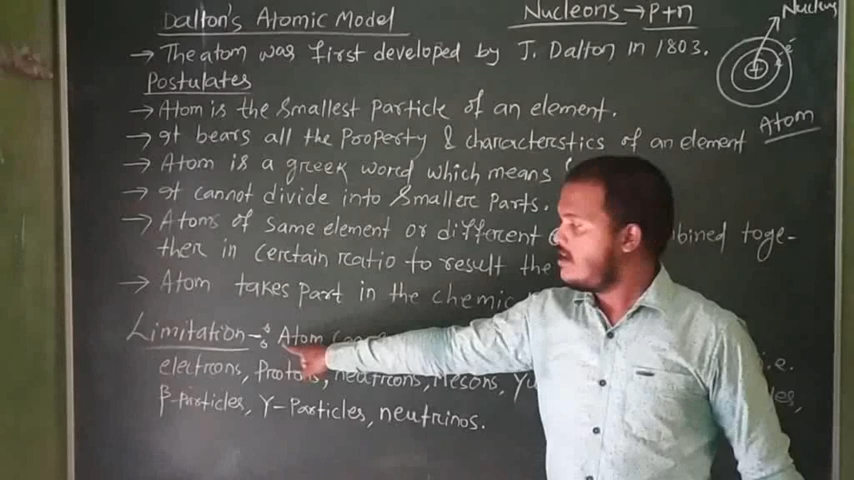 Dalton's Atomic Model
Nucleons → P+n
Nucleus
→ The atom was first developed by J. Dalton in 1803.
Postulates
→ Atom is the smallest particle of an element.
→ It bears all the Property & characterstics of an element
Atom
→ Atom is a greek word which means
→ It cannot divide into smaller parts.
→ Atoms of same element or different combined toge-
ther in certain ratio to result the
→ Atom takes part in the chemic
Limitation -: Atom i.e.
electrons, Protons, neutrons, Mesons,
β-particles, γ-Particles, neutrinos.